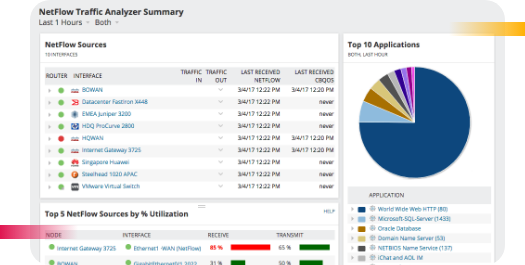 NetFlow Traffic Analyzer Summary
Last 1 Hours Both
NetFlow Sources
10 INTERFACES
ROUTER INTERFACE TRAFFIC IN TRAFFIC OUT LAST RECEIVED NETFLOW LAST RECEIVED CBQOS
BOWAN 3/4/17 12:22 PM 3/4/17 12:20 PM
Datacenter Fastiron X448 3/4/17 12:22 PM never
EMEA Juniper 3200 3/4/17 12:22 PM never
HDQ ProCurve 2800 3/4/17 12:22 PM never
HQWAN 3/4/17 12:22 PM 3/4/17 12:20 PM
Internet Gateway 3725 3/4/17 12:22 PM 3/4/17 12:20 PM
Singapore Huawei 3/4/17 12:22 PM never
Steelhead 1020 APAC 3/4/17 12:22 PM never
VMware Virtual Switch 3/4/17 12:22 PM never
Top 5 NetFlow Sources by % Utilization HELP
NODE INTERFACE RECEIVE TRANSMIT
Internet Gateway 3725 Ethernet1 WAN (NetFlow) 85 % 65 %
BOWAN 31 % 50 %
Top 10 Applications
BOTH, LAST HOUR
APPLICATION
World Wide Web HTTP (80)
Microsoft-SQL-Server (1433)
Oracle Database
Domain Name Server (53)
NETBIOS Name Service (137)
iChat and AOL IM